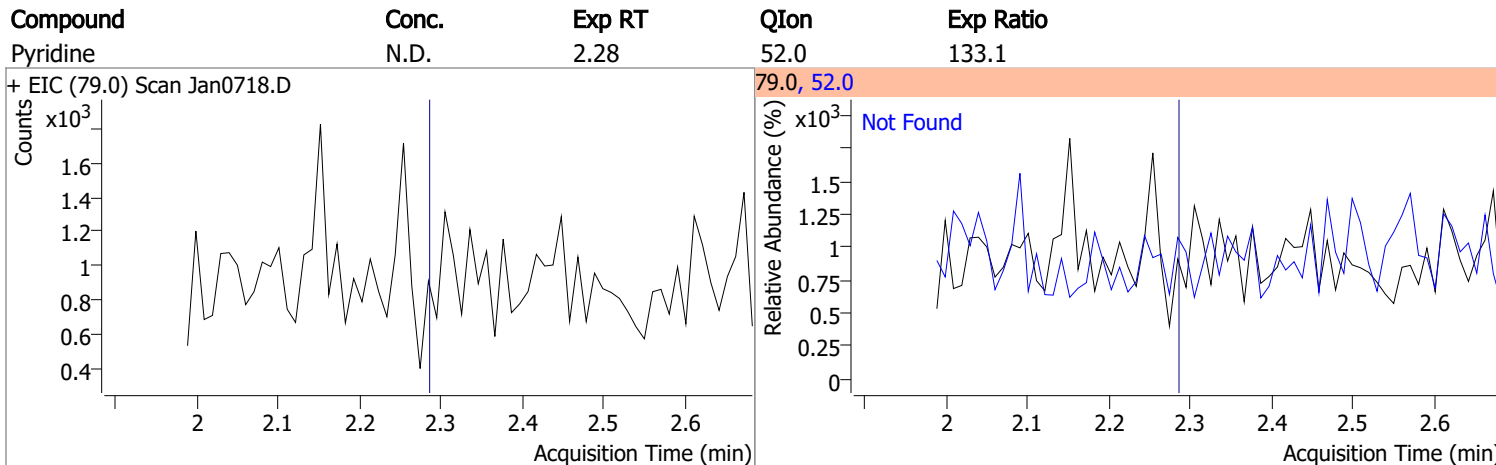 Compound Conc. Exp RT QIon Exp Ratio
Pyridine N.D. 2.28 52.0 133.1
+ EIC (79.0) Scan Jan0718.D
Counts
x10³
1.6
1.4
1.2
1
0.8
0.6
0.4
2 2.1 2.2 2.3 2.4 2.5 2.6
Acquisition Time (min)
79.0, 52.0
Relative Abundance (%)
x10³
Not Found
1.5
1.25
1
0.75
0.5
0.25
0
2 2.1 2.2 2.3 2.4 2.5 2.6
Acquisition Time (min)